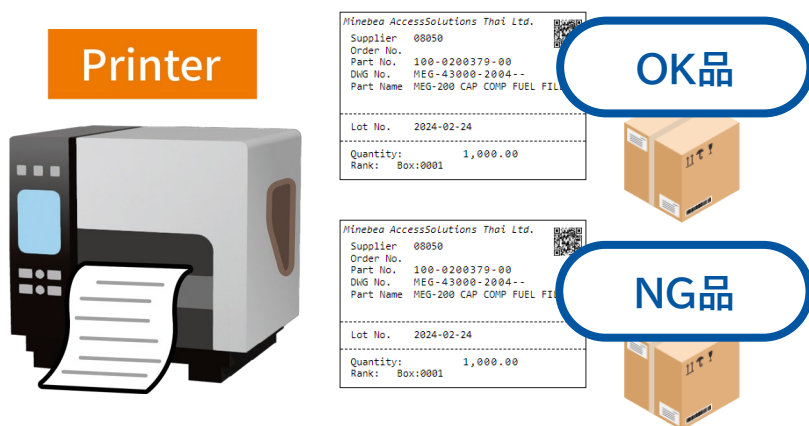 Printer
Minebea AccessSolutions Thai Ltd.
Supplier 08050
Order No.
Part No. 100-0200379-00
DWG No. MEG-43000-2004--
Part Name MEG-200 CAP COMP FUEL FIL
Lot No. 2024-02-24
Quantity: 1,000.00
Rank: Box:0001
OK品
Minebea AccessSolutions Thai Ltd.
Supplier 08050
Order No.
Part No. 100-0200379-00
DWG No. MEG-43000-2004--
Part Name MEG-200 CAP COMP FUEL FIL
Lot No. 2024-02-24
Quantity: 1,000.00
Rank: Box:0001
NG品